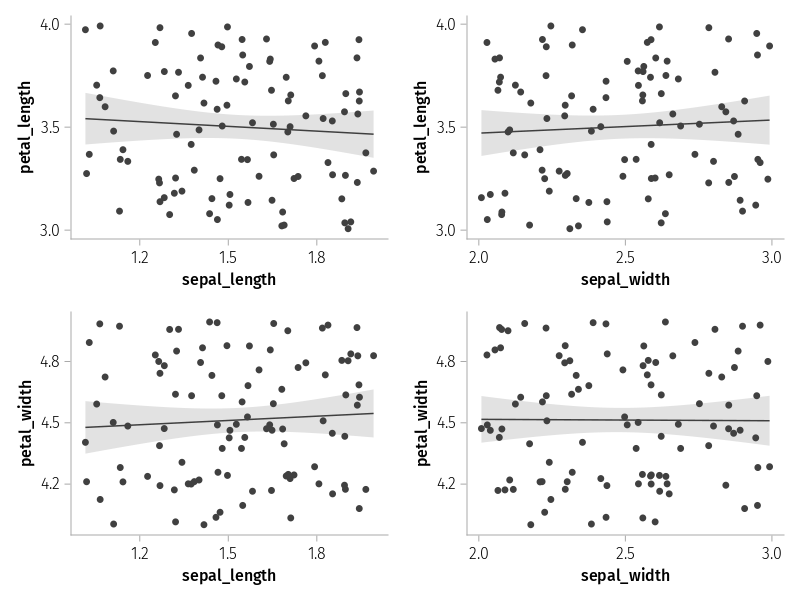 4.0
3.5
3.0
petal_length
1.2 1.5 1.8
sepal_length
4.0
3.5
3.0
petal_length
2.0 2.5 3.0
sepal_width
4.8
4.5
4.2
petal_width
1.2 1.5 1.8
sepal_length
4.8
4.5
4.2
petal_width
2.0 2.5 3.0
sepal_width